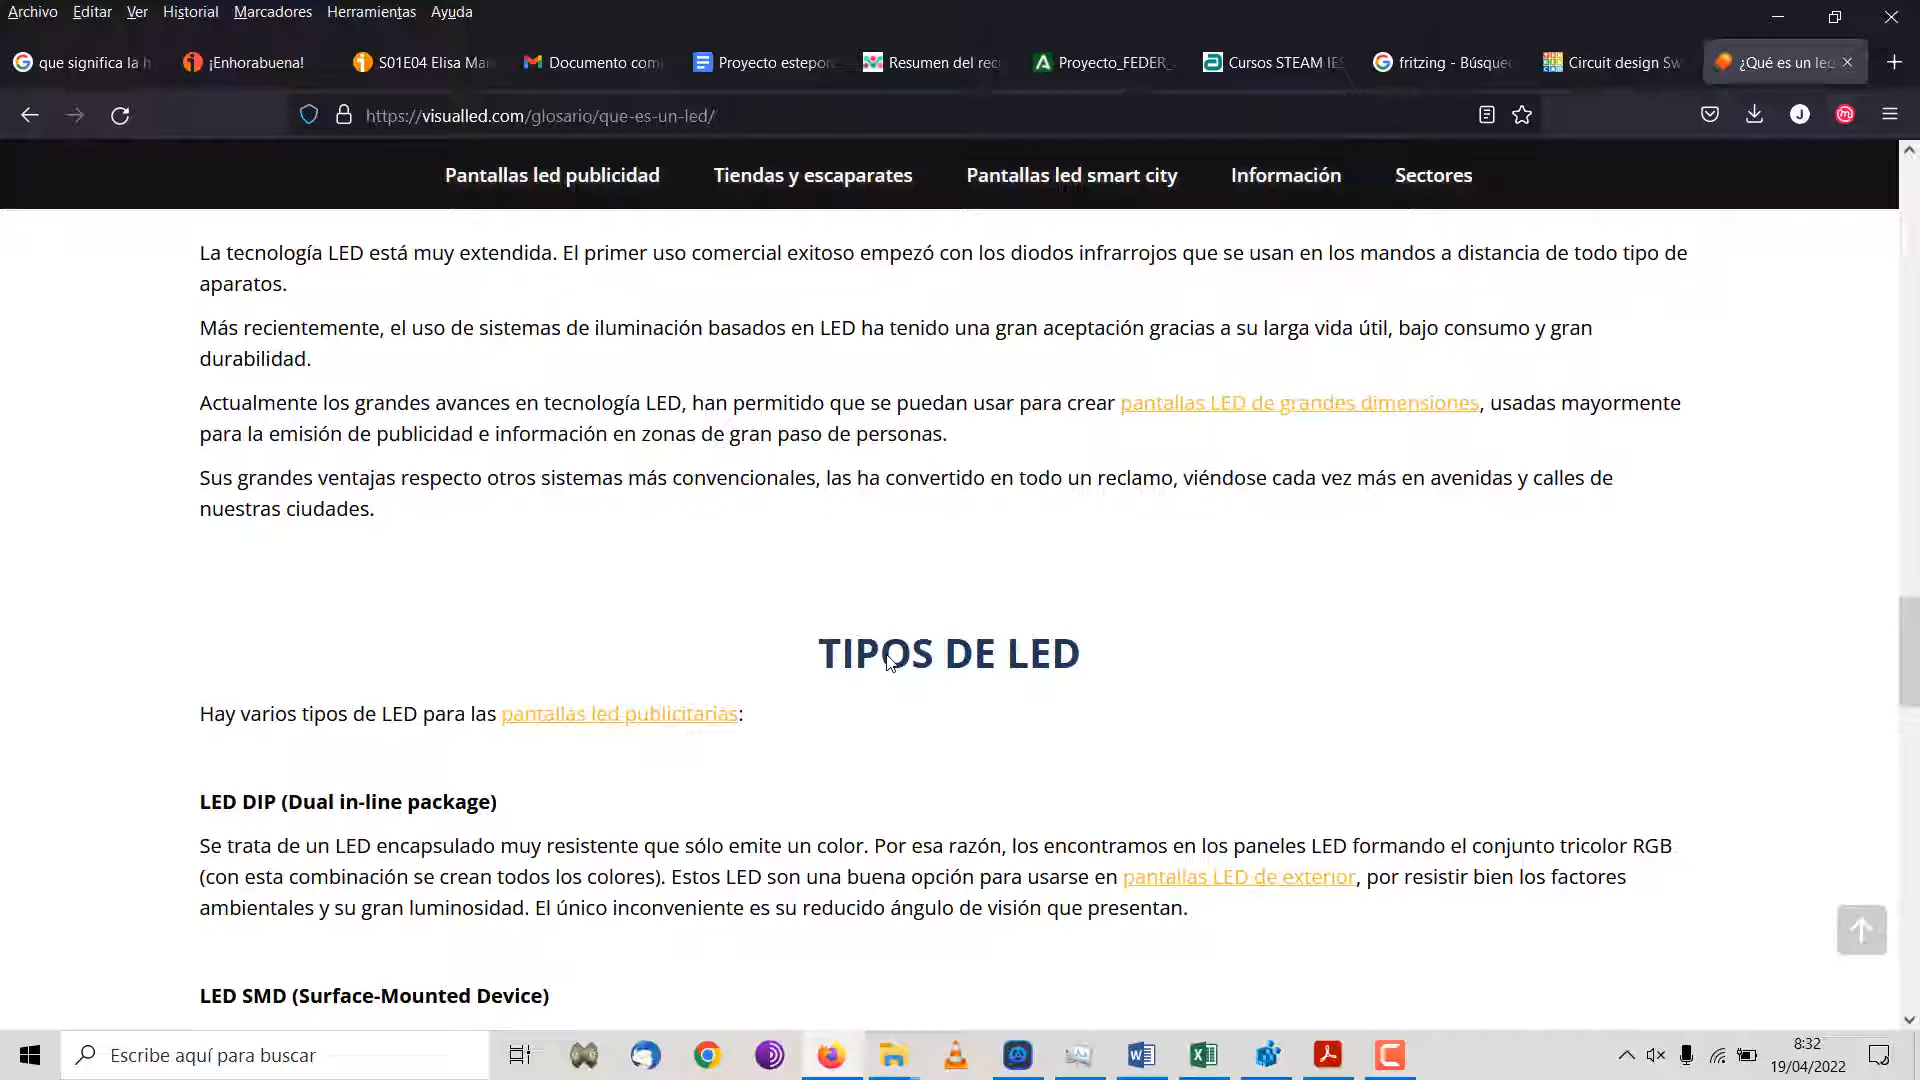 Archivo Editar Ver Historial Marcadores Herramientas Ayuda
que significa la h
¡Enhorabuena!
S01E04 Elisa Ma
Documento com
Proyecto estepon
Resumen del rec
Proyecto_FEDER_
Cursos STEAM IES
fritzing - Búsque
Circuit design Sw
¿Qué es un led
https://visualled.com/glosario/que-es-un-led/
Pantallas led publicidad Tiendas y escaparates Pantallas led smart city Información Sectores
La tecnología LED está muy extendida. El primer uso comercial exitoso empezó con los diodos infrarrojos que se usan en los mandos a distancia de todo tipo de
aparatos.
Más recientemente, el uso de sistemas de iluminación basados en LED ha tenido una gran aceptación gracias a su larga vida útil, bajo consumo y gran
durabilidad.
Actualmente los grandes avances en tecnología LED, han permitido que se puedan usar para crear pantallas LED de grandes dimensiones, usadas mayormente
para la emisión de publicidad e información en zonas de gran paso de personas.
Sus grandes ventajas respecto otros sistemas más convencionales, las ha convertido en todo un reclamo, viéndose cada vez más en avenidas y calles de
nuestras ciudades.
TIPOS DE LED
Hay varios tipos de LED para las pantallas led publicitarias:
LED DIP (Dual in-line package)
Se trata de un LED encapsulado muy resistente que sólo emite un color. Por esa razón, los encontramos en los paneles LED formando el conjunto tricolor RGB
(con esta combinación se crean todos los colores). Estos LED son una buena opción para usarse en pantallas LED de exterior, por resistir bien los factores
ambientales y su gran luminosidad. El único inconveniente es su reducido ángulo de visión que presentan.
LED SMD (Surface-Mounted Device)
Escribe aquí para buscar
8:32
19/04/2022